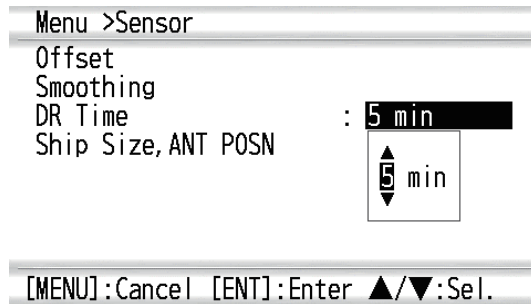 Menu >Sensor
Offset
Smoothing
DR Time : 5 min
Ship Size,ANT POSN
▲
5 min
▼
[MENU]:Cancel [ENT]:Enter ▲/▼:Sel.